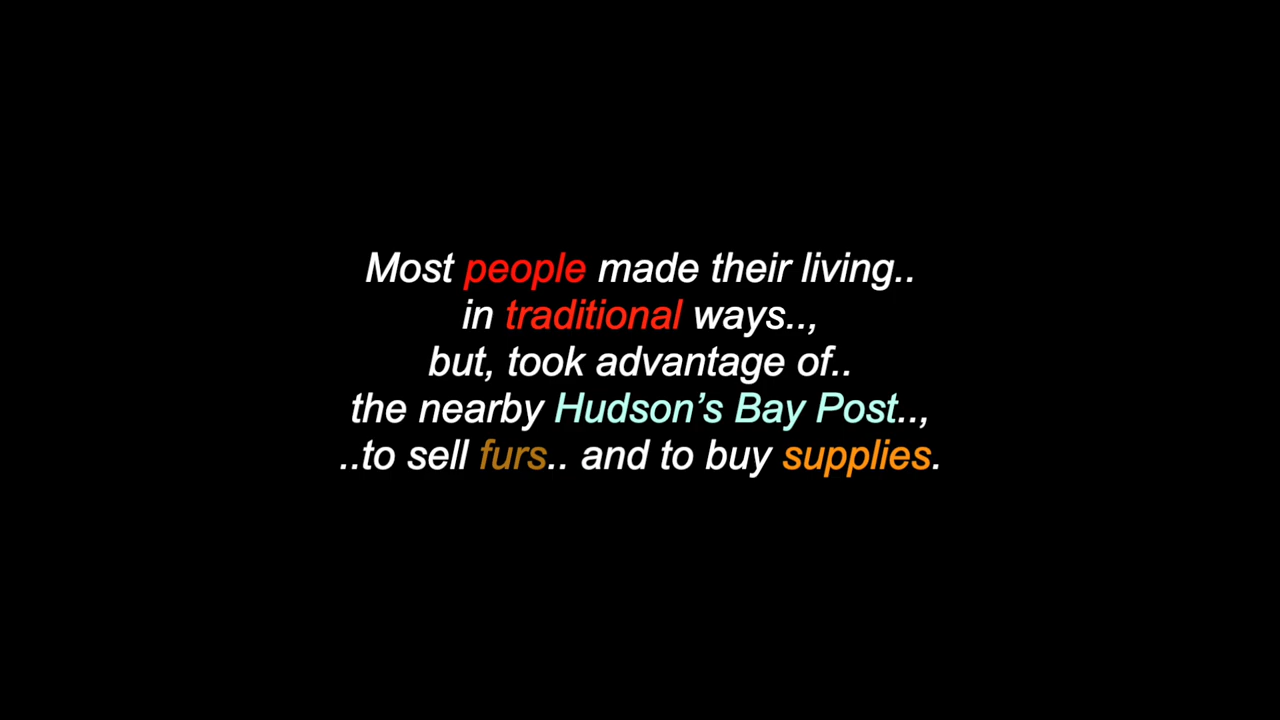 Most people made their living..
in traditional ways..,
but, took advantage of..
the nearby Hudson’s Bay Post..,
..to sell furs.. and to buy supplies.